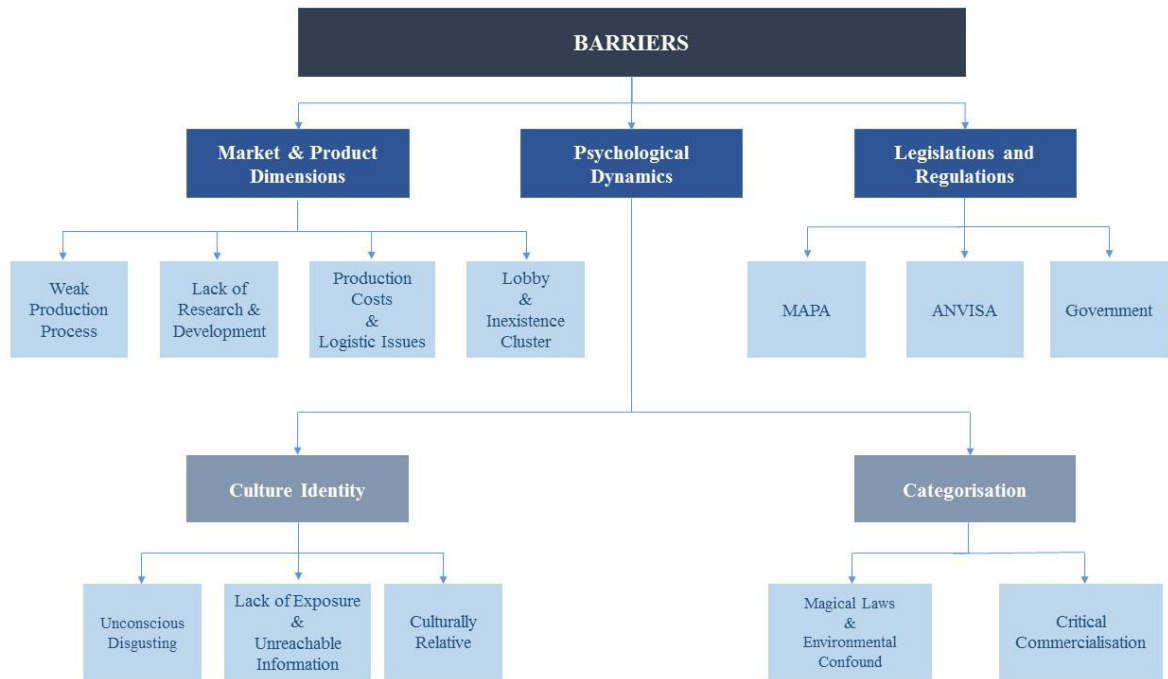 BARRIERS
Market & Product
Dimensions
Psychological
Dynamics
Legislations and
Regulations
Weak
Production
Process
Lack of
Research &
Development
Production
Costs
&
Logistic Issues
Lobby
&
Inexistence
Cluster
MAPA
ANVISA
Government
Culture Identity
Categorisation
Unconscious
Disgusting
Lack of Exposure
&
Unreachable
Information
Culturally
Relative
Magical Laws
&
Environmental
Confound
Critical
Commercialisation